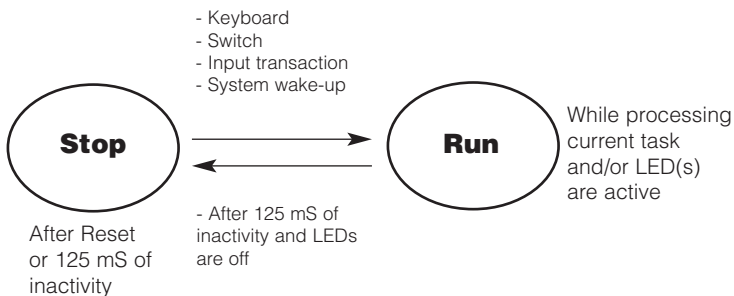 - Keyboard
- Switch
- Input transaction
- System wake-up
Stop
Run
While processing
current task
and/or LED(s)
are active
After Reset
or 125 mS of
inactivity
- After 125 mS of
inactivity and LEDs
are off